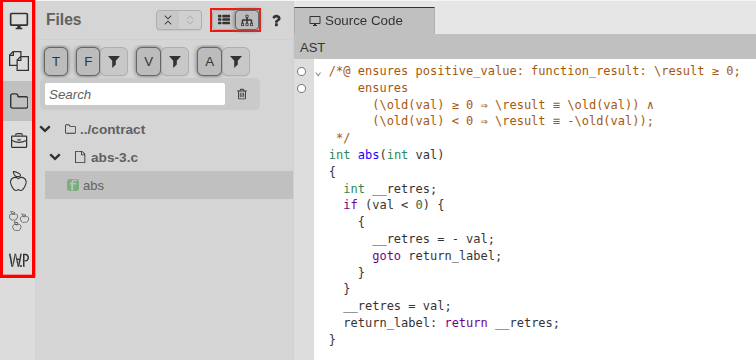 Files
?
T F V A
Search
../contract
abs-3.c
f abs
WP
Source Code
AST
/*@ ensures positive_value: function_result: \result ≥ 0;
ensures
(\old(val) ≥ 0 ⇒ \result ≡ \old(val)) ∧
(\old(val) < 0 ⇒ \result ≡ -\old(val));
*/
int abs(int val)
{
int __retres;
if (val < 0) {
{
__retres = - val;
goto return_label;
}
}
__retres = val;
return_label: return __retres;
}